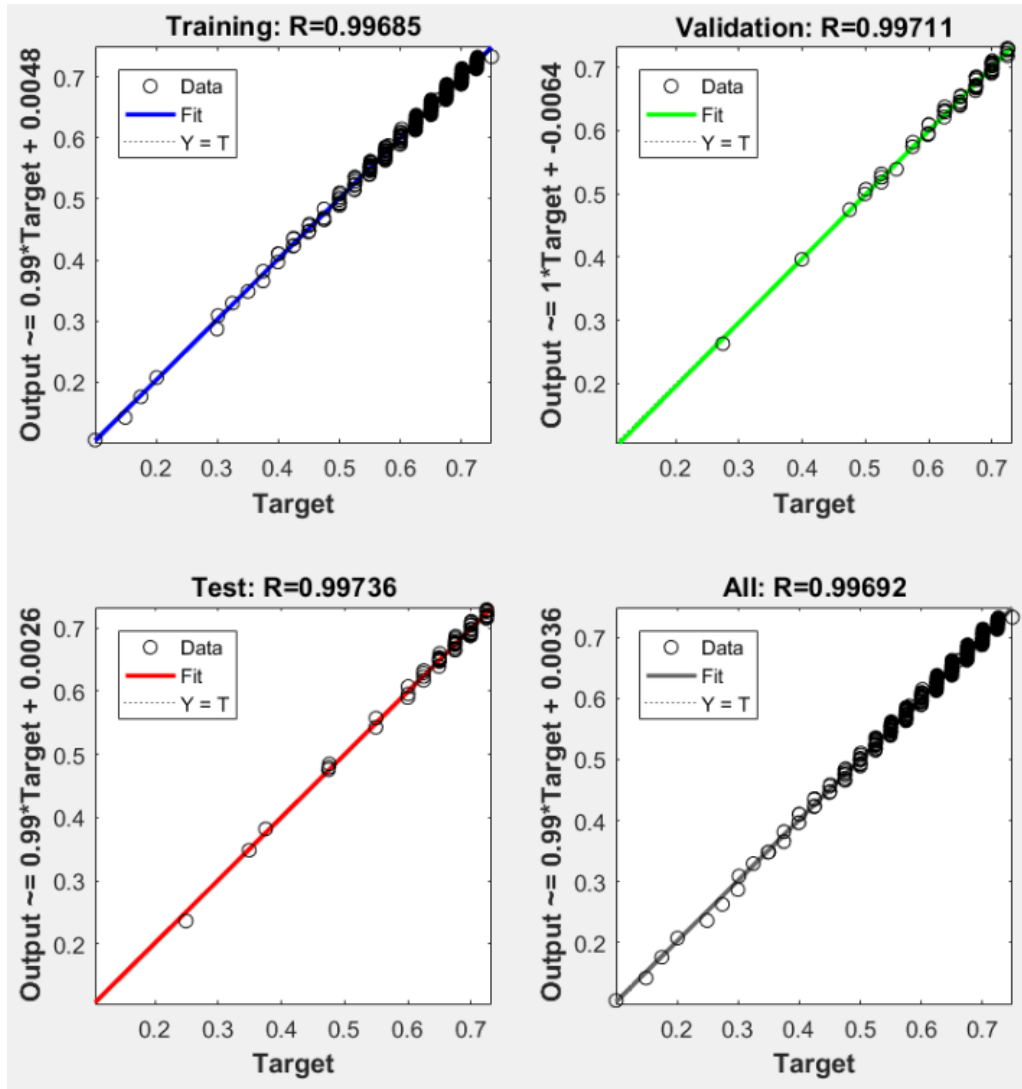 Training: R=0.99685
Output ~= 0.99*Target + 0.0048
Data
Fit
Y = T
0.7
0.6
0.5
0.4
0.3
0.2
0.2 0.3 0.4 0.5 0.6 0.7
Target
Validation: R=0.99711
Output ~= 1*Target + -0.0064
Data
Fit
Y = T
0.7
0.6
0.5
0.4
0.3
0.2
0.2 0.3 0.4 0.5 0.6 0.7
Target
Test: R=0.99736
Output ~= 0.99*Target + 0.0026
Data
Fit
Y = T
0.7
0.6
0.5
0.4
0.3
0.2
0.2 0.3 0.4 0.5 0.6 0.7
Target
All: R=0.99692
Output ~= 0.99*Target + 0.0036
Data
Fit
Y = T
0.7
0.6
0.5
0.4
0.3
0.2
0.2 0.3 0.4 0.5 0.6 0.7
Target